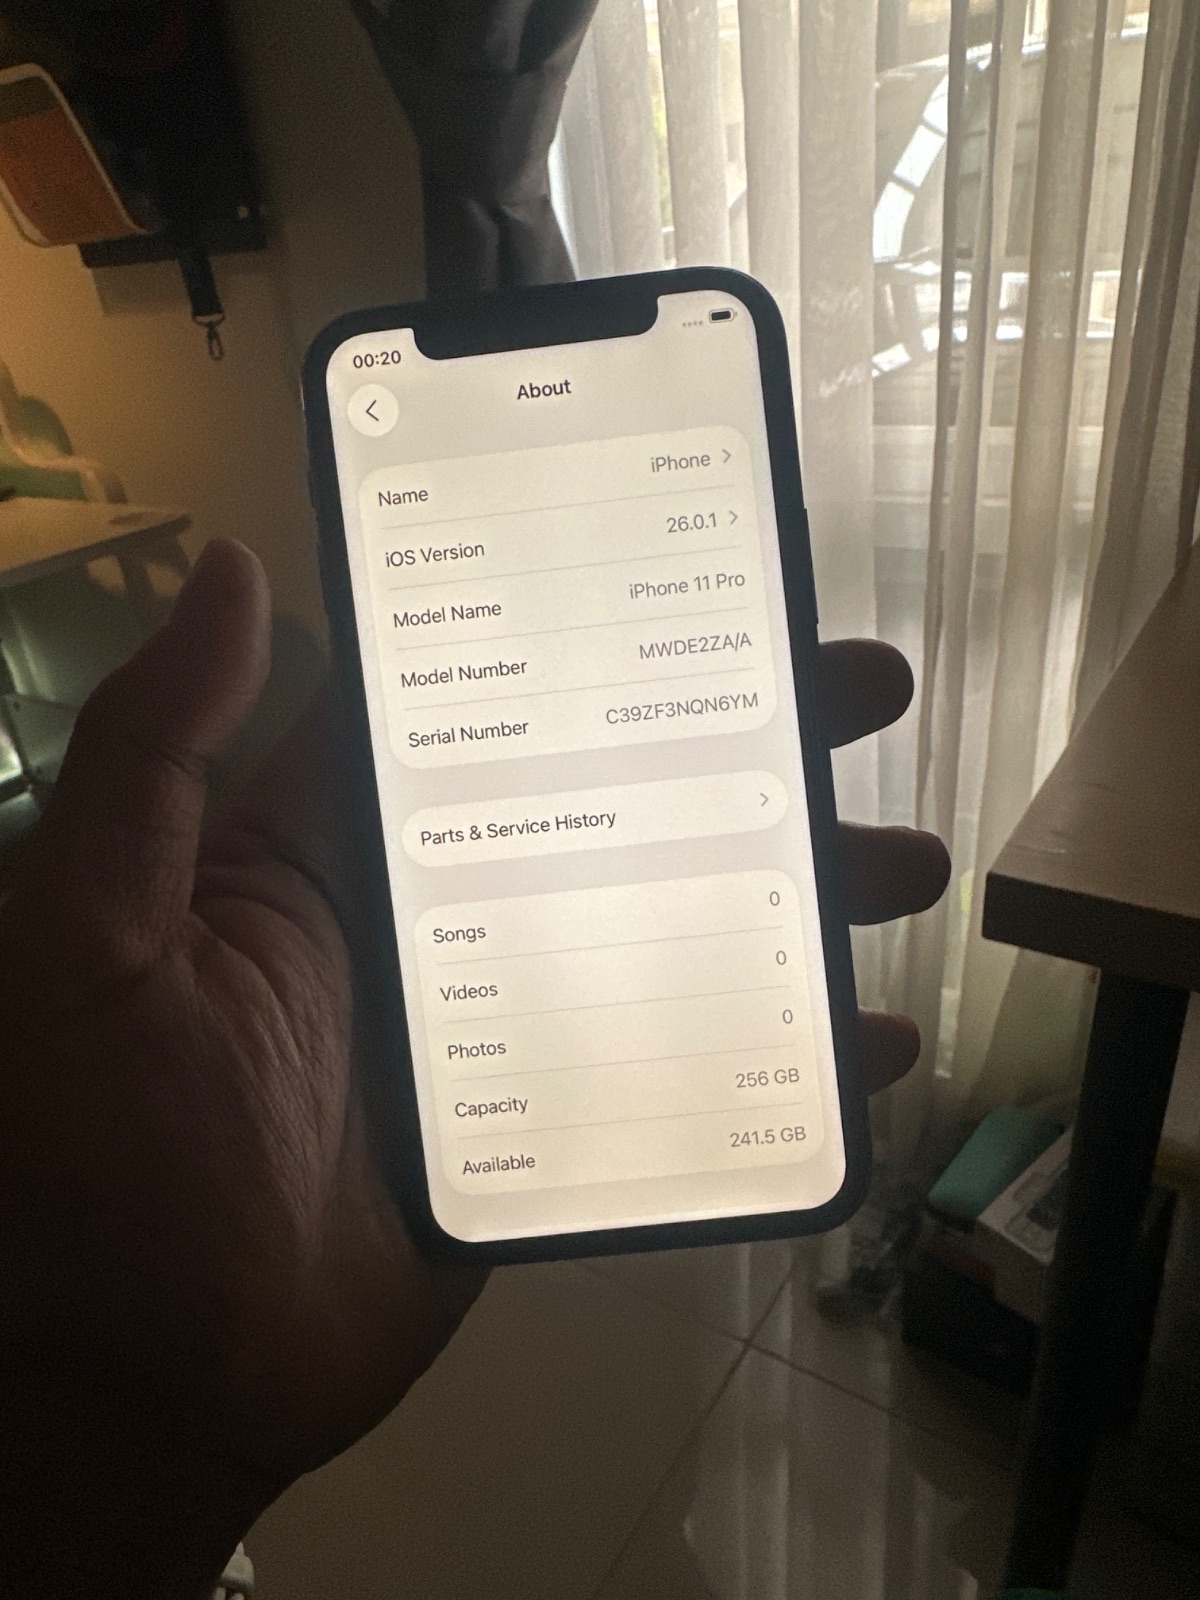 00:20
About
Name iPhone
iOS Version 26.0.1
Model Name iPhone 11 Pro
Model Number MWDE2ZA/A
Serial Number C39ZF3NQN6YM
Parts & Service History
Songs 0
Videos 0
Photos 0
Capacity 256 GB
Available 241.5 GB